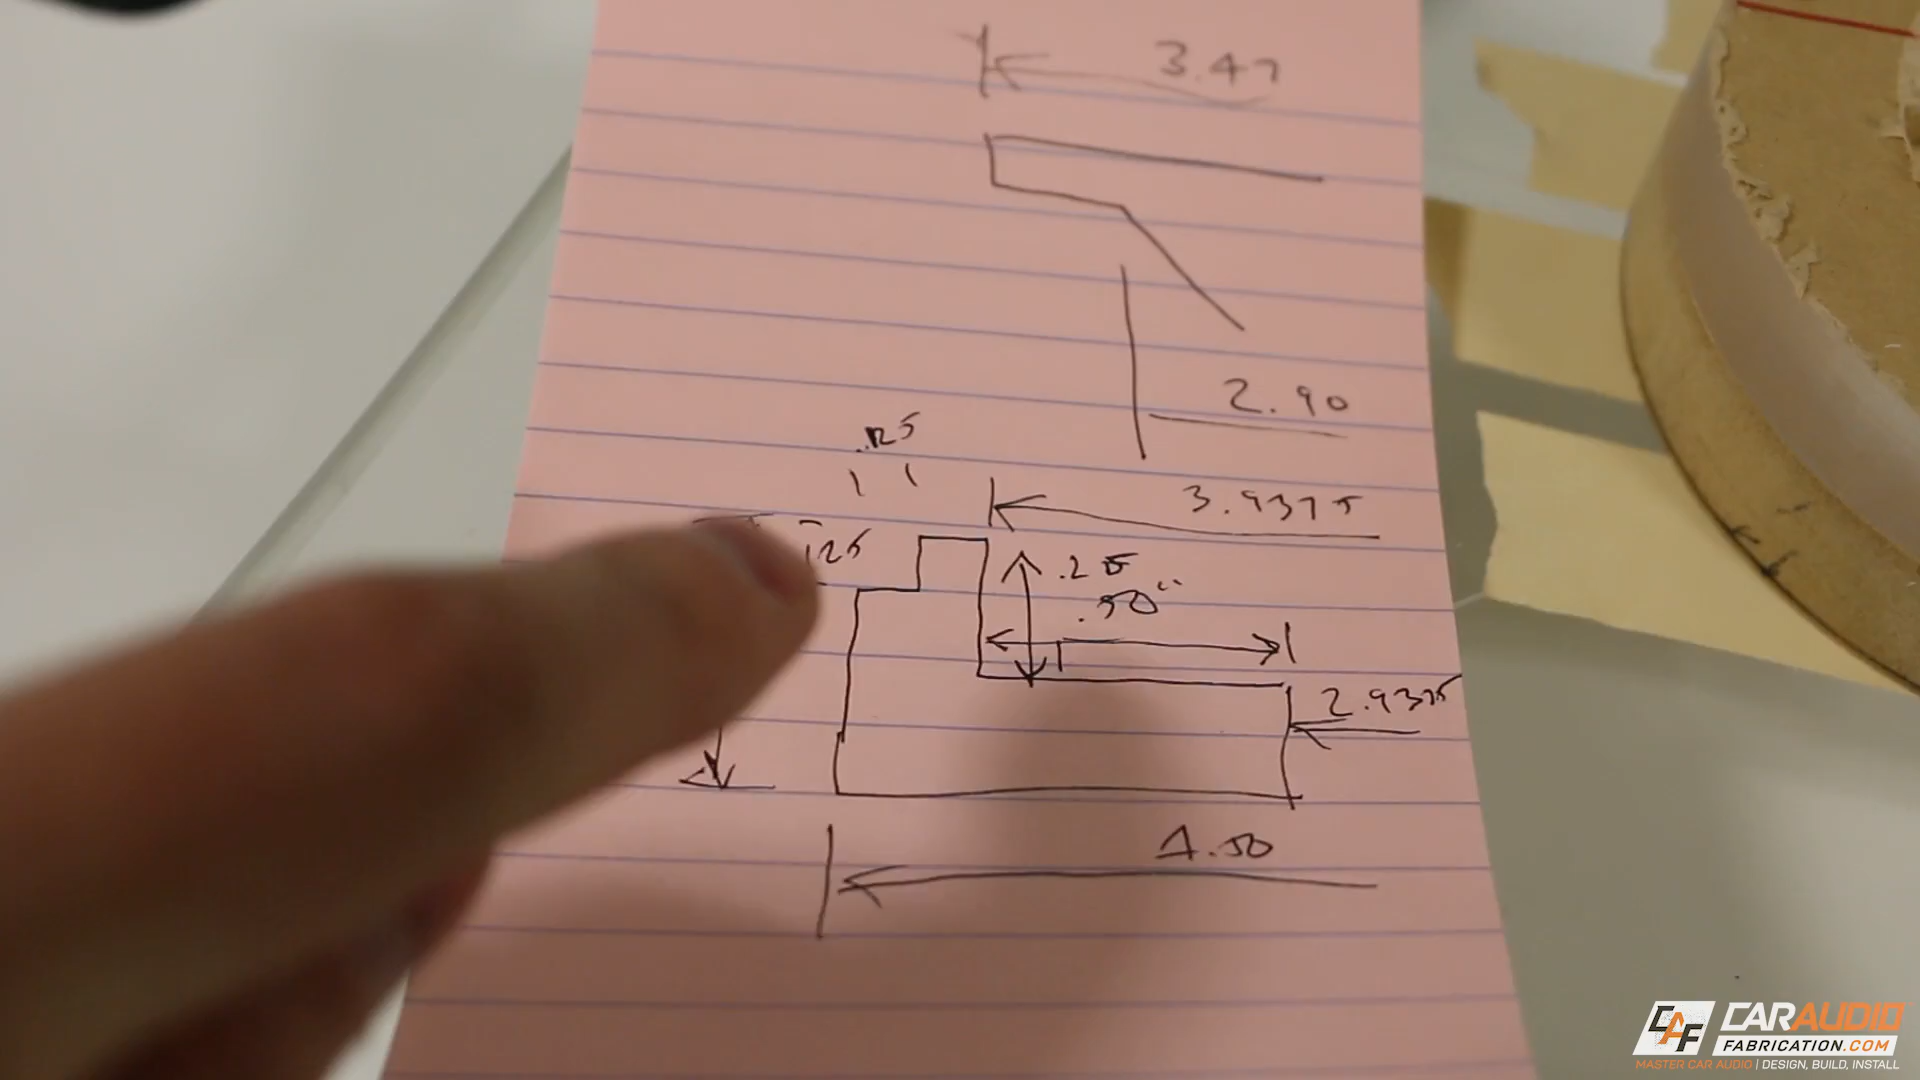 3.47
2.90
.125
3.9375
.125
.25
.50"
2.9375
4.50
CAF
CARAUDIO
FABRICATION.COM
MASTER CAR AUDIO | DESIGN, BUILD, INSTALL